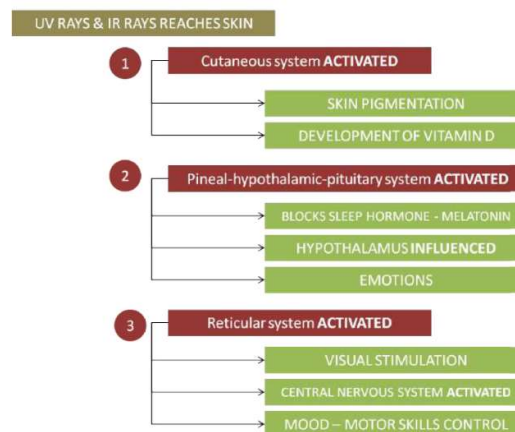 UV RAYS & IR RAYS REACHES SKIN
1
Cutaneous system ACTIVATED
SKIN PIGMENTATION
DEVELOPMENT OF VITAMIN D
2
Pineal-hypothalamic-pituitary system ACTIVATED
BLOCKS SLEEP HORMONE - MELATONIN
HYPOTHALAMUS INFLUENCED
EMOTIONS
3
Reticular system ACTIVATED
VISUAL STIMULATION
CENTRAL NERVOUS SYSTEM ACTIVATED
MOOD – MOTOR SKILLS CONTROL